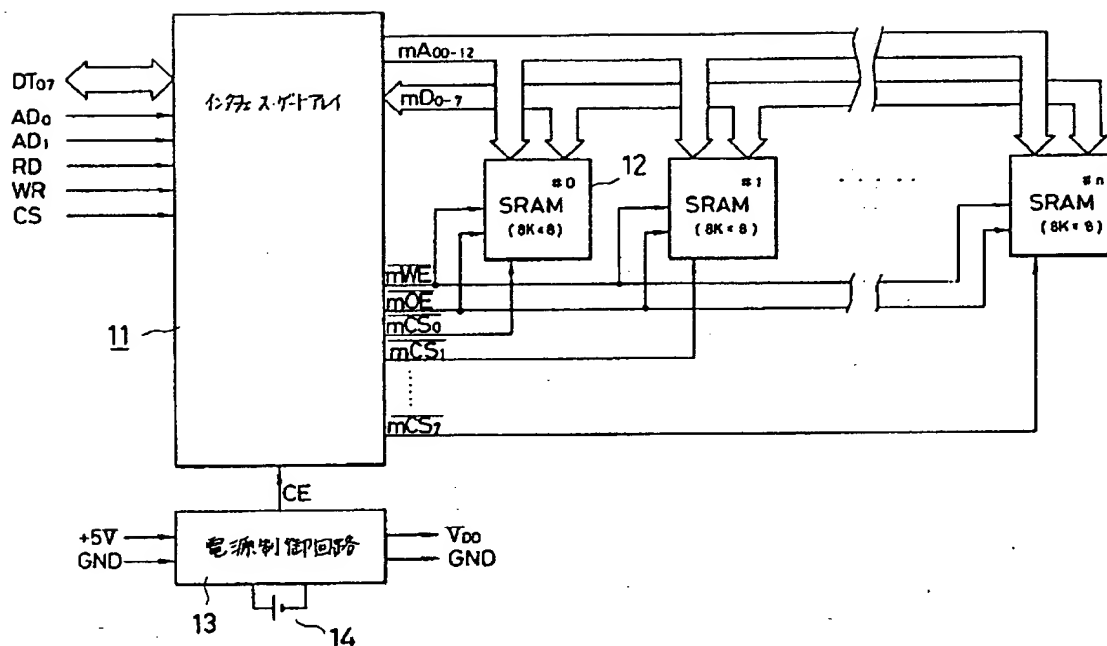 DT07
AD0
AD1
RD
WR
CS
インタフェス・ゲートアレイ
11
mA00-12
mD0-7
#0
SRAM
(8K×8)
12
#1
SRAM
(8K×8)
. . . . .
#n
SRAM
(8K×8)
mWE
mOE
mCS0
mCS1
mCS7
CE
+5V
GND
電源制御回路
VDD
GND
13
14